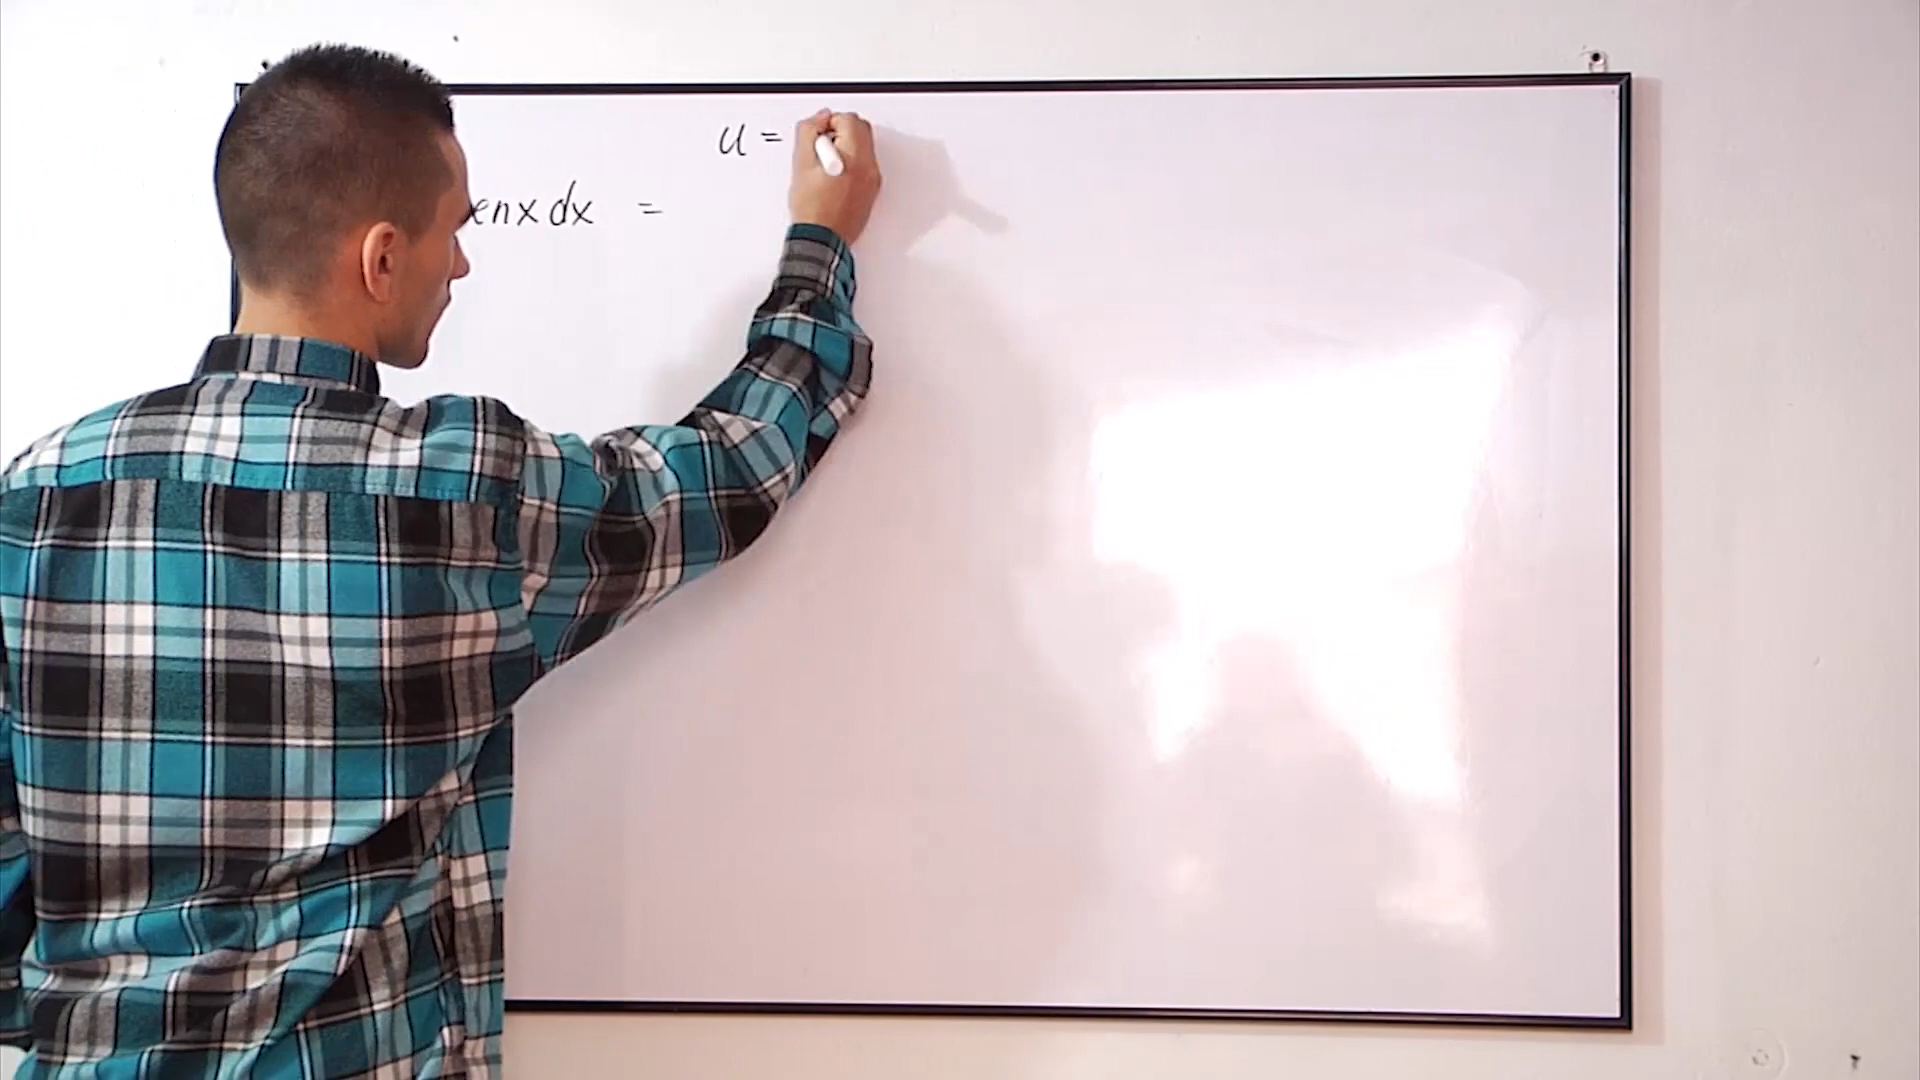 u =
enx dx =